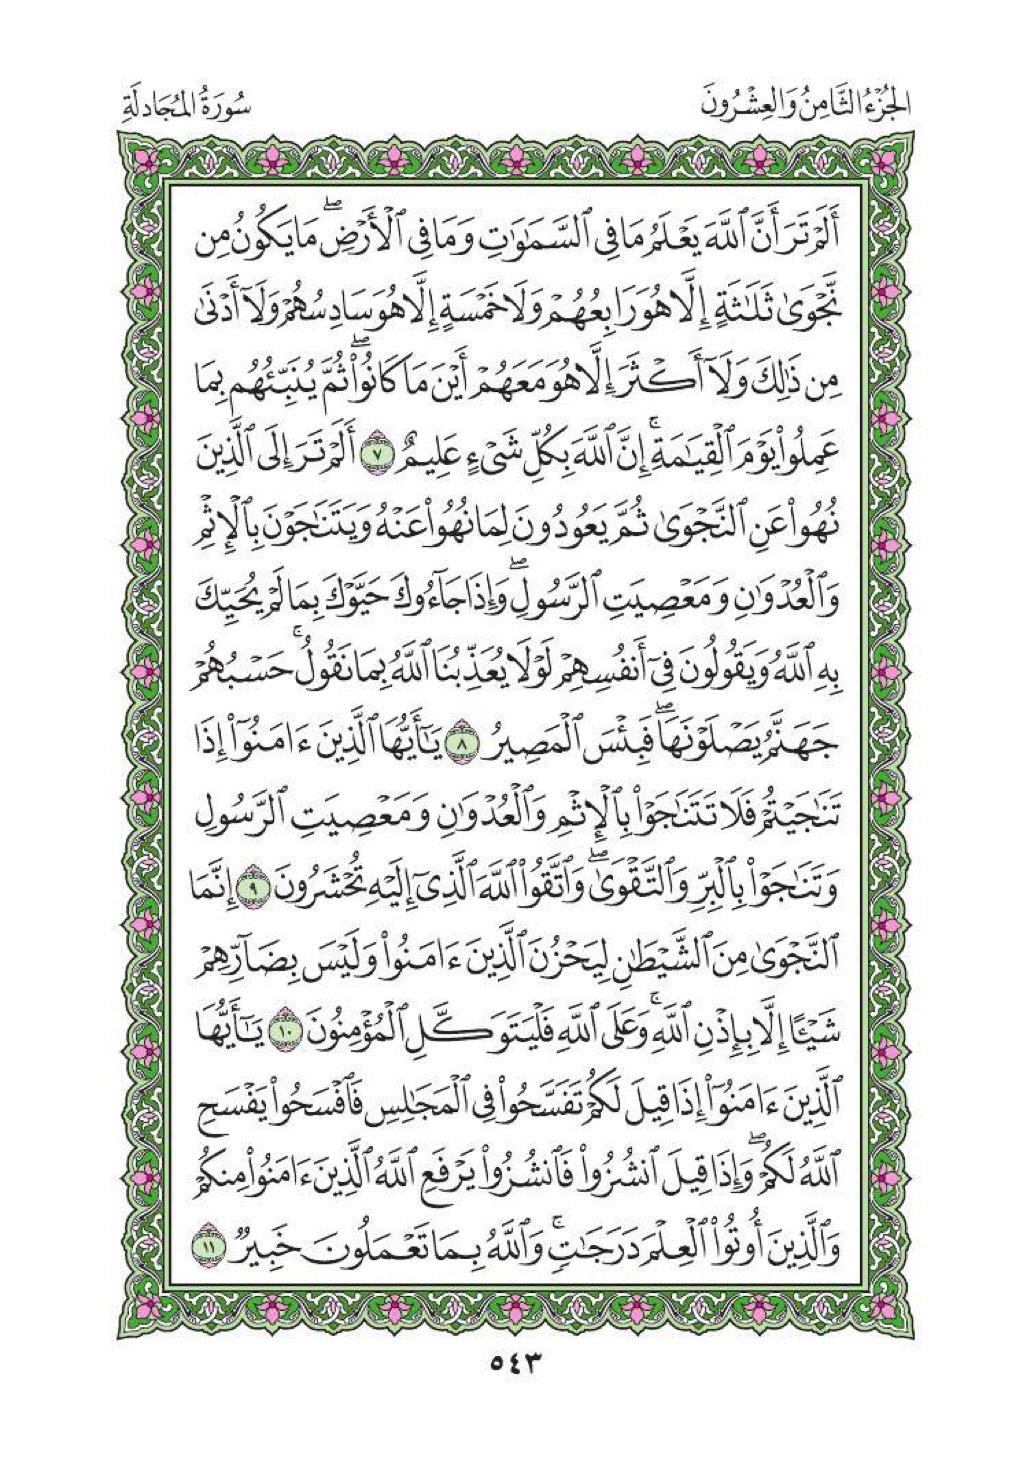 الجُزْءُ الثَّامِنُ وَالعِشْرُونَ
سُورَةُ المُجَادلَةِ
أَلَمْ تَرَ أَنَّ ٱللَّهَ يَعْلَمُ مَا فِي ٱلسَّمَٰوَٰتِ وَمَا فِي ٱلْأَرْضِۖ مَا يَكُونُ مِن
نَّجْوَىٰ ثَلَٰثَةٍ إِلَّا هُوَ رَابِعُهُمْ وَلَا خَمْسَةٍ إِلَّا هُوَ سَادِسُهُمْ وَلَآ أَدْنَىٰ
مِن ذَٰلِكَ وَلَآ أَكْثَرَ إِلَّا هُوَ مَعَهُمْ أَيْنَ مَا كَانُوا۟ۖ ثُمَّ يُنَبِّئُهُم بِمَا
عَمِلُوا۟ يَوْمَ ٱلْقِيَٰمَةِۚ إِنَّ ٱللَّهَ بِكُلِّ شَىْءٍ عَلِيمٌ ٧ أَلَمْ تَرَ إِلَى ٱلَّذِينَ
نُهُوا۟ عَنِ ٱلنَّجْوَىٰ ثُمَّ يَعُودُونَ لِمَا نُهُوا۟ عَنْهُ وَيَتَنَٰجَوْنَ بِٱلْإِثْمِ
وَٱلْعُدْوَٰنِ وَمَعْصِيَتِ ٱلرَّسُولِۖ وَإِذَا جَآءُوكَ حَيَّوْكَ بِمَا لَمْ يُحَيِّكَ
بِهِ ٱللَّهُ وَيَقُولُونَ فِىٓ أَنفُسِهِمْ لَوْلَا يُعَذِّبُنَا ٱللَّهُ بِمَا نَقُولُۚ حَسْبُهُمْ
جَهَنَّمُ يَصْلَوْنَهَاۖ فَبِئْسَ ٱلْمَصِيرُ ٨ يَٰٓأَيُّهَا ٱلَّذِينَ ءَامَنُوٓا۟ إِذَا
تَنَٰجَيْتُمْ فَلَا تَتَنَٰجَوْا۟ بِٱلْإِثْمِ وَٱلْعُدْوَٰنِ وَمَعْصِيَتِ ٱلرَّسُولِ
وَتَنَٰجَوْا۟ بِٱلْبِرِّ وَٱلتَّقْوَىٰۖ وَٱتَّقُوا۟ ٱللَّهَ ٱلَّذِىٓ إِلَيْهِ تُحْشَرُونَ ٩ إِنَّمَا
ٱلنَّجْوَىٰ مِنَ ٱلشَّيْطَٰنِ لِيَحْزُنَ ٱلَّذِينَ ءَامَنُوا۟ وَلَيْسَ بِضَآرِّهِمْ
شَيْـًٔا إِلَّا بِإِذْنِ ٱللَّهِۚ وَعَلَى ٱللَّهِ فَلْيَتَوَكَّلِ ٱلْمُؤْمِنُونَ ١٠ يَٰٓأَيُّهَا
ٱلَّذِينَ ءَامَنُوٓا۟ إِذَا قِيلَ لَكُمْ تَفَسَّحُوا۟ فِى ٱلْمَجَٰلِسِ فَٱفْسَحُوا۟ يَفْسَحِ
ٱللَّهُ لَكُمْۖ وَإِذَا قِيلَ ٱنشُزُوا۟ فَٱنشُزُوا۟ يَرْفَعِ ٱللَّهُ ٱلَّذِينَ ءَامَنُوا۟ مِنكُمْ
وَٱلَّذِينَ أُوتُوا۟ ٱلْعِلْمَ دَرَجَٰتٍۚ وَٱللَّهُ بِمَا تَعْمَلُونَ خَبِيرٌ ١١
٥٤٣